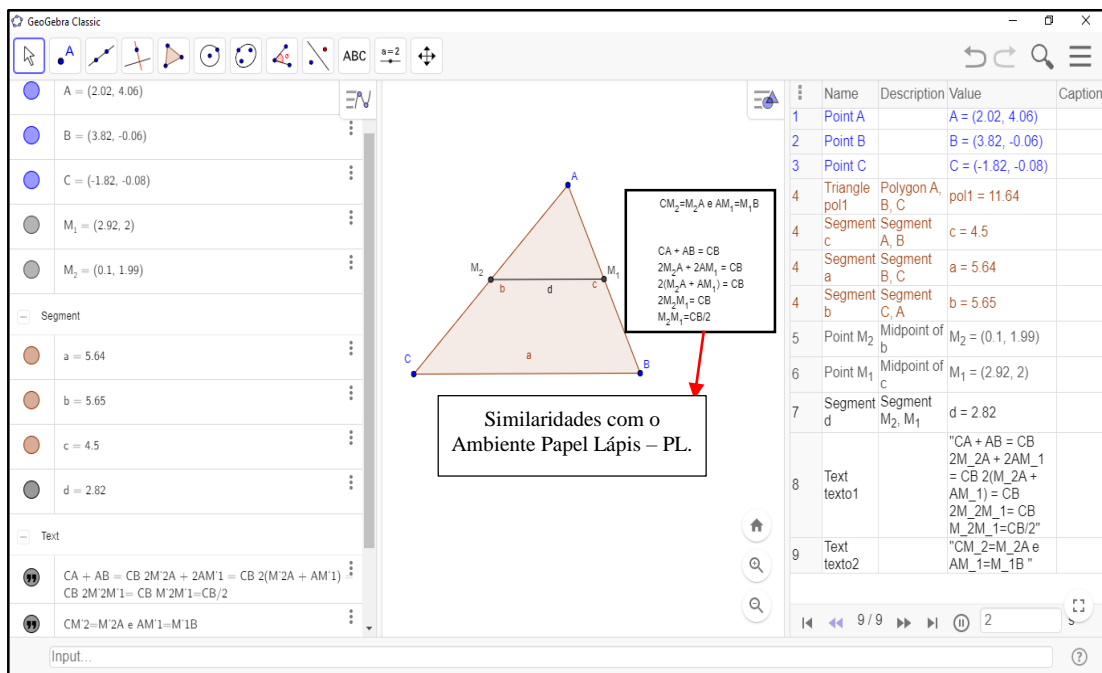 GeoGebra Classic
ABC
a=2
A = (2.02, 4.06)
B = (3.82, -0.06)
C = (-1.82, -0.08)
M₁ = (2.92, 2)
M₂ = (0.1, 1.99)
Segment
a = 5.64
b = 5.65
c = 4.5
d = 2.82
Text
CA + AB = CB 2M'2A + 2AM'1 = CB 2(M'2A + AM'1) =
CB 2M'2M'1= CB M'2M'1=CB/2
CM'2=M'2A e AM'1=M'1B
Input...
A
M₂
M₁
b
d
c
C
a
B
CM₂=M₂A e AM₁=M₁B
CA + AB = CB
2M₂A + 2AM₁ = CB
2(M₂A + AM₁) = CB
2M₂M₁= CB
M₂M₁=CB/2
Similaridades com o
Ambiente Papel Lápis – PL.
Name Description Value Caption
1 Point A A = (2.02, 4.06)
2 Point B B = (3.82, -0.06)
3 Point C C = (-1.82, -0.08)
4 Triangle pol1 Polygon A, B, C pol1 = 11.64
4 Segment c Segment A, B c = 4.5
4 Segment a Segment B, C a = 5.64
4 Segment b Segment C, A b = 5.65
5 Point M₂ Midpoint of b M₂ = (0.1, 1.99)
6 Point M₁ Midpoint of c M₁ = (2.92, 2)
7 Segment d Segment M₂, M₁ d = 2.82
8 Text texto1 "CA + AB = CB
2M_2A + 2AM_1
= CB 2(M_2A +
AM_1) = CB
2M_2M_1= CB
M_2M_1=CB/2"
9 Text texto2 "CM_2=M_2A e
AM_1=M_1B "
9 / 9
2